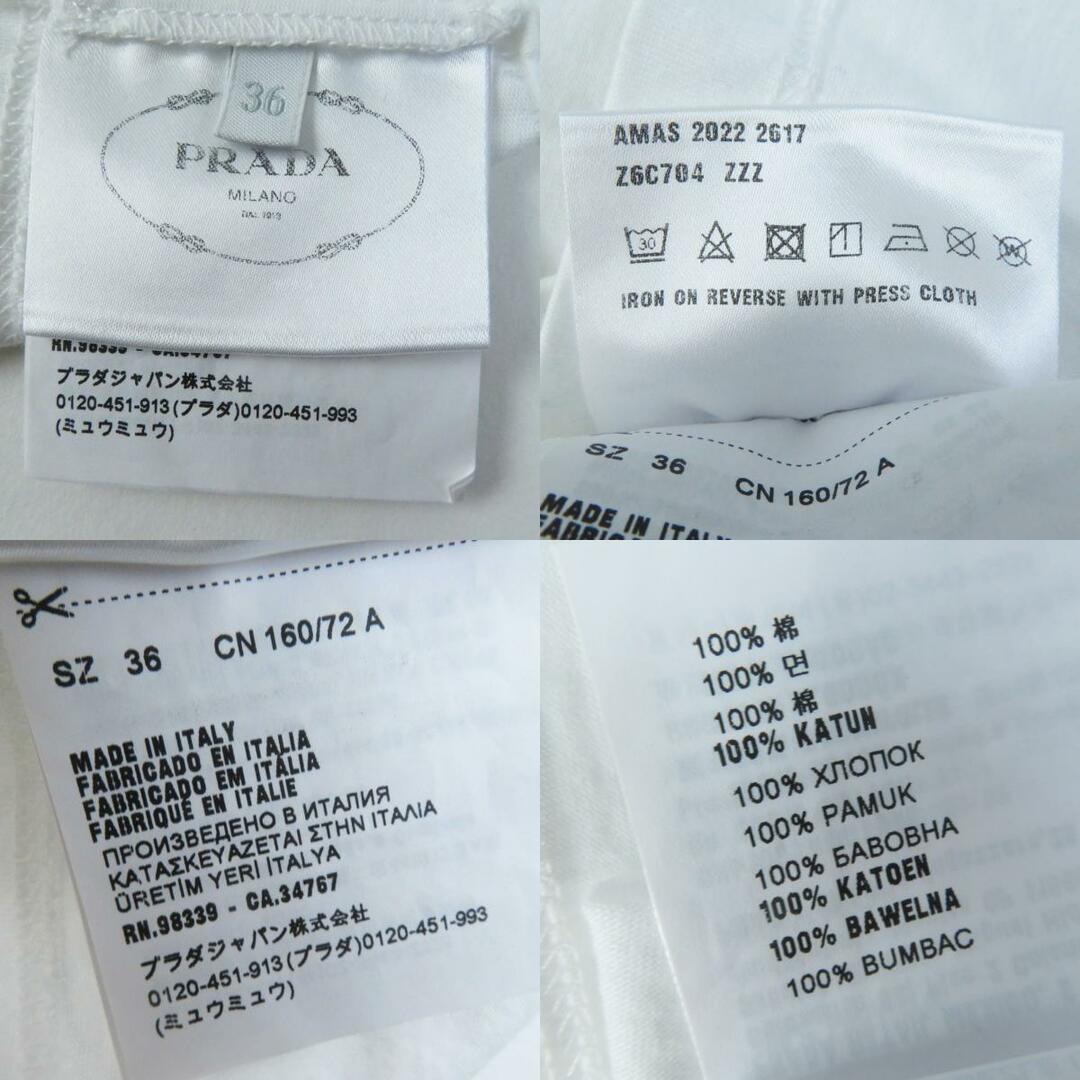 36
PRADA
MILANO
DAL 1913
RN.98339 - CA.34767
プラダジャパン株式会社
0120-451-913(プラダ)0120-451-993
(ミュウミュウ)
AMAS 2022 2617
Z6C704 ZZZ
30
W
IRON ON REVERSE WITH PRESS CLOTH
SZ 36 CN 160/72 A
MADE IN ITALY
SZ 36 CN 160/72 A
MADE IN ITALY
FABRICADO EN ITALIA
FABRICADO EM ITÁLIA
FABRIQUÉ EN ITALIE
ПРОИЗВЕДЕНО В ИТАЛИЯ
ΚΑΤΑΣΚΕΥΑΖΕΤΑΙ ΣΤΗΝ ΙΤΑΛΙΑ
ÜRETİM YERİ İTALYA
RN.98339 - CA.34767
プラダジャパン株式会社
0120-451-913(プラダ)0120-451-993
(ミュウミュウ)
100% 棉
100% 면
100% 棉
100% KATUN
100% ХЛОПОК
100% PAMUK
100% БАВОВНА
100% KATOEN
100% BAWEŁNA
100% BUMBAC